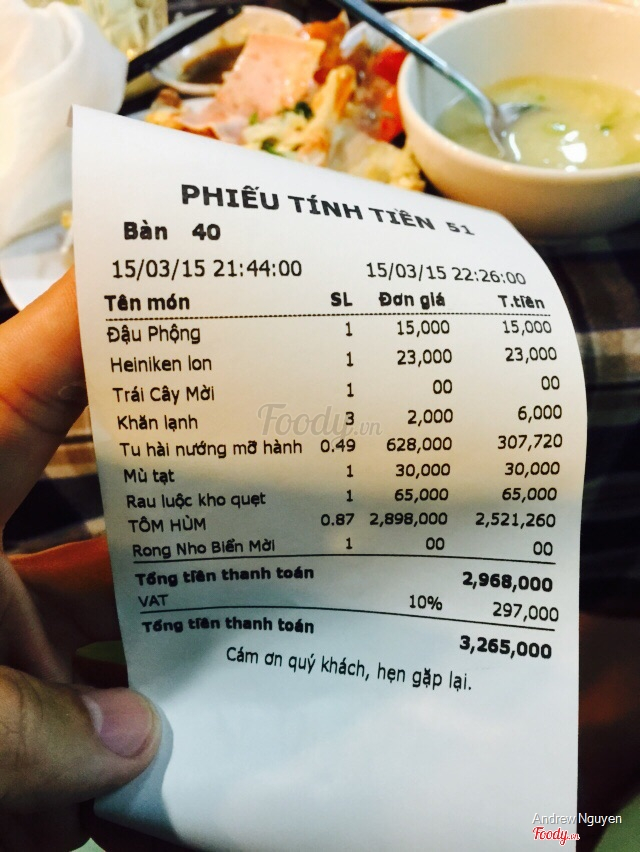 PHIẾU TÍNH TIỀN 51
Bàn 40
15/03/15 21:44:00 15/03/15 22:26:00
Tên món SL Đơn giá T.tiền
Đậu Phộng 1 15,000 15,000
Heiniken lon 1 23,000 23,000
Trái Cây Mời 1 00 00
Khăn lạnh 3 2,000 6,000
Tu hài nướng mỡ hành 0.49 628,000 307,720
Mù tạt 1 30,000 30,000
Rau luộc kho quẹt 1 65,000 65,000
TÔM HÙM 0.87 2,898,000 2,521,260
Rong Nho Biển Mời 1 00 00
Tổng tiền thanh toán 2,968,000
VAT 10% 297,000
Tổng tiền thanh toán 3,265,000
Cám ơn quý khách, hẹn gặp lại.
Foody.vn
Andrew Nguyen
Foody.vn